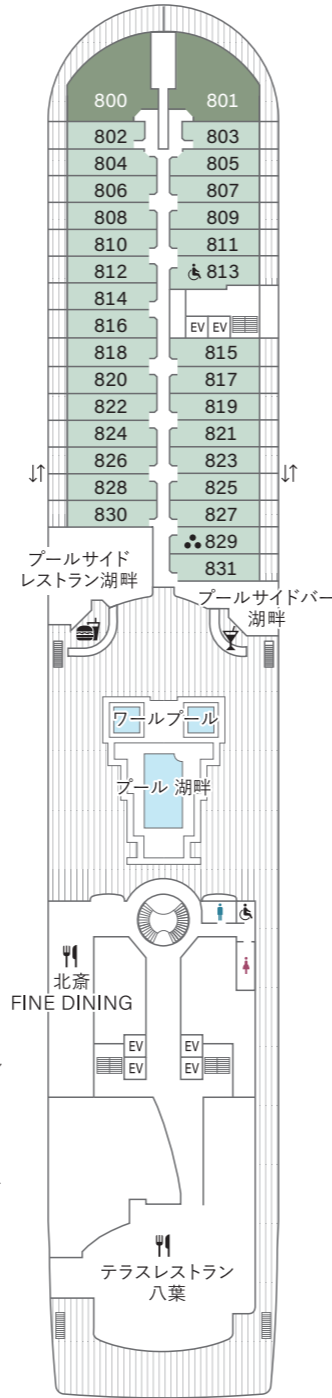 800 801
802 803
804 805
806 807
808 809
810 811
812 813
814
816 EV EV
818 815
820 817
822 819
824 821
826 823
828 825
830 827
829
831
プールサイド
レストラン湖畔
プールサイドバー
湖畔
ワールプール
プール 湖畔
北斎
FINE DINING
EV EV
EV EV
テラスレストラン
八葉